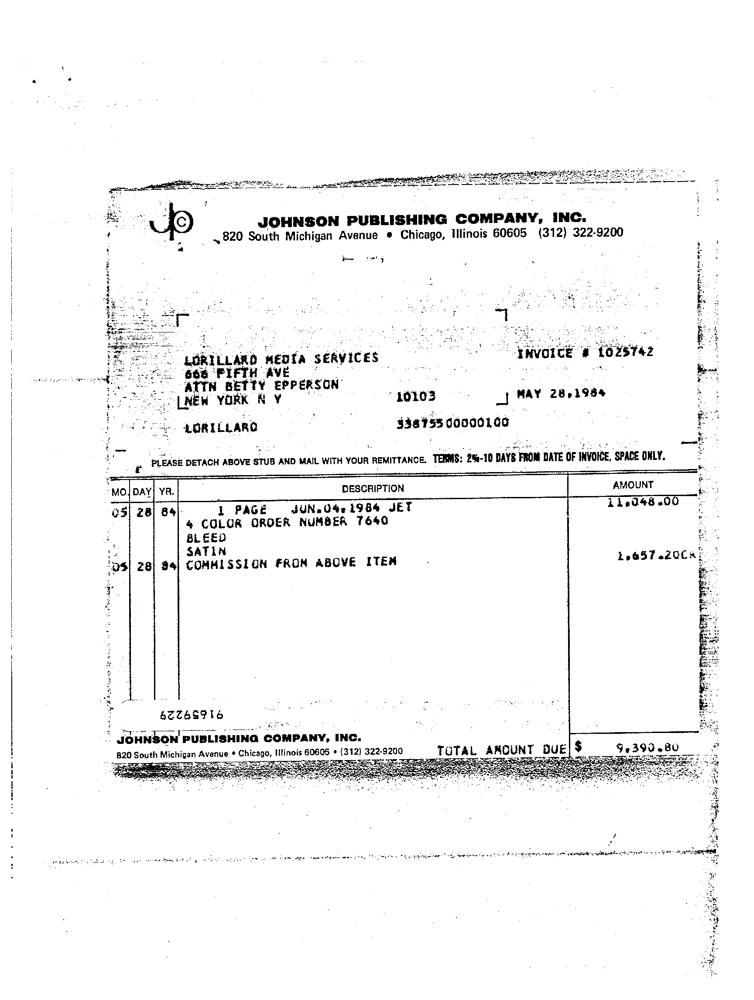 JPC
JOHNSON PUBLISHING COMPANY, INC.
820 South Michigan Avenue • Chicago, Illinois 60605 (312) 322-9200
LORILLARD MEDIA SERVICES
INVOICE # 1025742
666 FIFTH AVE
ATTN BETTY EPPERSON
NEW YORK N Y 10103 MAY 28,1984
LORILLARD 33875500000100
PLEASE DETACH ABOVE STUB AND MAIL WITH YOUR REMITTANCE. TERMS: 2%-10 DAYS FROM DATE OF INVOICE, SPACE ONLY.
MO. DAY YR. DESCRIPTION AMOUNT
05 28 84 1 PAGE JUN.04,1984 JET 11,048.00
4 COLOR ORDER NUMBER 7640
BLEED
SATIN
05 28 84 COMMISSION FROM ABOVE ITEM 1,657.20CR
91659229
JOHNSON PUBLISHING COMPANY, INC.
820 South Michigan Avenue • Chicago, Illinois 60605 • (312) 322-9200 TOTAL AMOUNT DUE $ 9,390.80